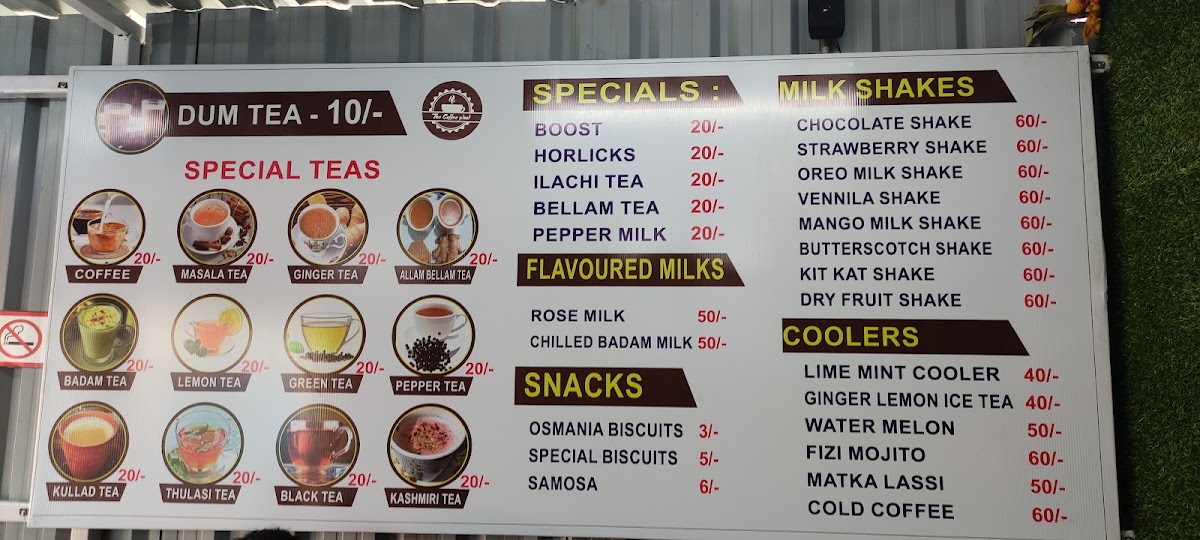 DUM TEA - 10/-
The Coffee
SPECIAL TEAS
20/- 20/- 20/- 20/-
COFFEE MASALA TEA GINGER TEA ALLAM BELLAM TEA
20/- 20/- 20/- 20/-
BADAM TEA LEMON TEA GREEN TEA PEPPER TEA
20/- 20/- 20/- 20/-
KULLAD TEA THULASI TEA BLACK TEA KASHMIRI TEA
SPECIALS :
BOOST 20/-
HORLICKS 20/-
ILACHI TEA 20/-
BELLAM TEA 20/-
PEPPER MILK 20/-
FLAVOURED MILKS
ROSE MILK 50/-
CHILLED BADAM MILK 50/-
SNACKS
OSMANIA BISCUITS 3/-
SPECIAL BISCUITS 5/-
SAMOSA 6/-
MILK SHAKES
CHOCOLATE SHAKE 60/-
STRAWBERRY SHAKE 60/-
OREO MILK SHAKE 60/-
VENNILA SHAKE 60/-
MANGO MILK SHAKE 60/-
BUTTERSCOTCH SHAKE 60/-
KIT KAT SHAKE 60/-
DRY FRUIT SHAKE 60/-
COOLERS
LIME MINT COOLER 40/-
GINGER LEMON ICE TEA 40/-
WATER MELON 50/-
FIZI MOJITO 60/-
MATKA LASSI 50/-
COLD COFFEE 60/-